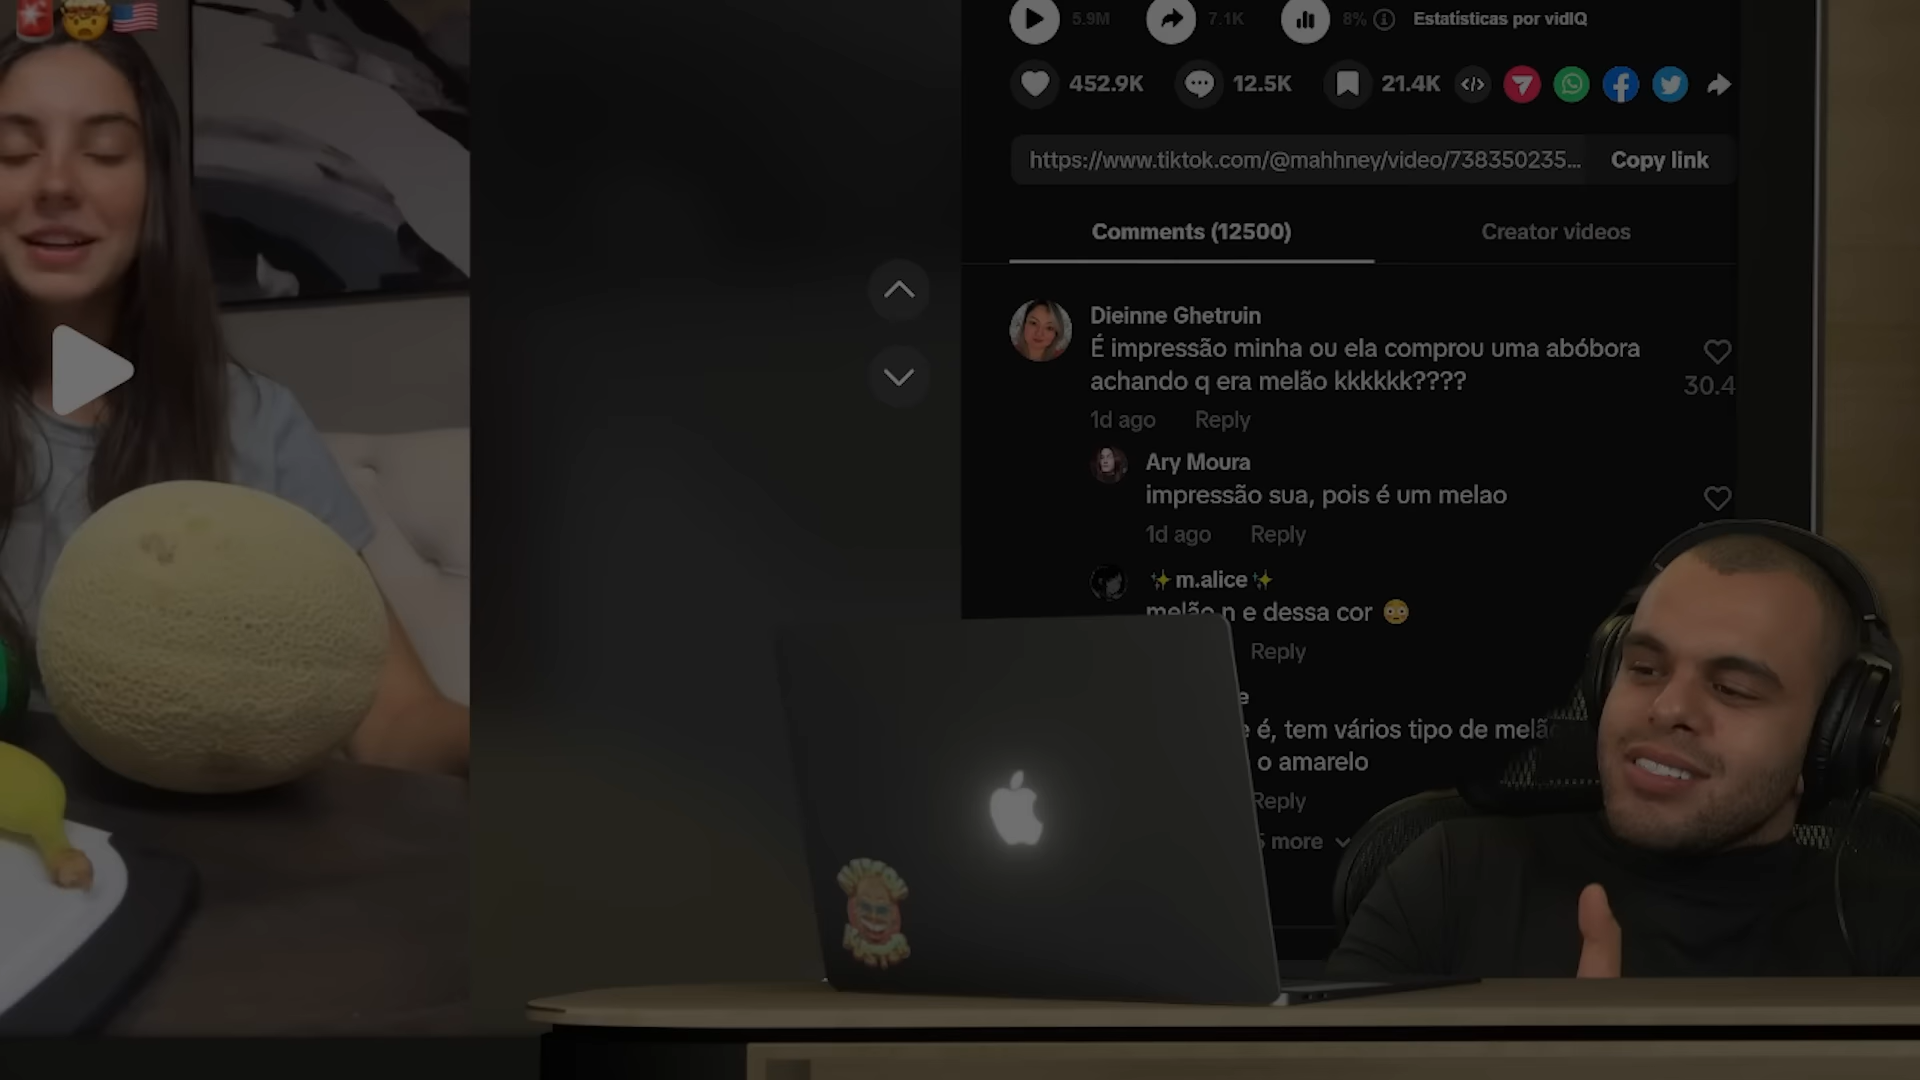 5.9M
7.1K
8%
Estatísticas por vidIQ
452.9K
12.5K
21.4K
</>
https://www.tiktok.com/@mahhney/video/738350235...
Copy link
Comments (12500)
Creator videos
Dieinne Ghetruin
É impressão minha ou ela comprou uma abóbora
achando q era melão kkkkkk????
30.4
1d ago
Reply
Ary Moura
impressão sua, pois é um melao
1d ago
Reply
✨m.alice✨
melão n e dessa cor 😳
Reply
é, tem vários tipo de
o amarelo
Reply
more